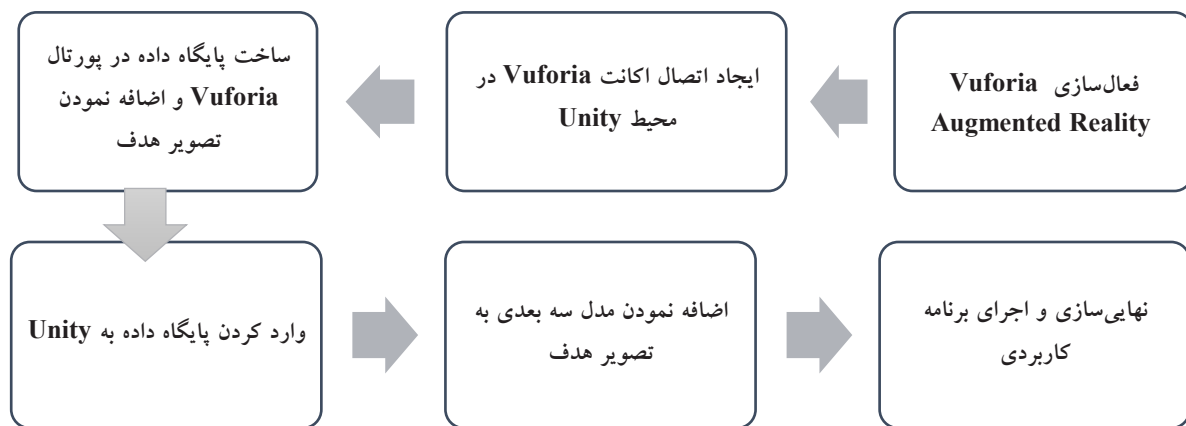 فعال‌سازی Vuforia
Augmented Reality
ایجاد اتصال اکانت Vuforia در
محیط Unity
ساخت پایگاه داده در پورتال
Vuforia و اضافه نمودن
تصویر هدف
وارد کردن پایگاه داده به Unity
اضافه نمودن مدل سه بعدی به
تصویر هدف
نهایی‌سازی و اجرای برنامه
کاربردی